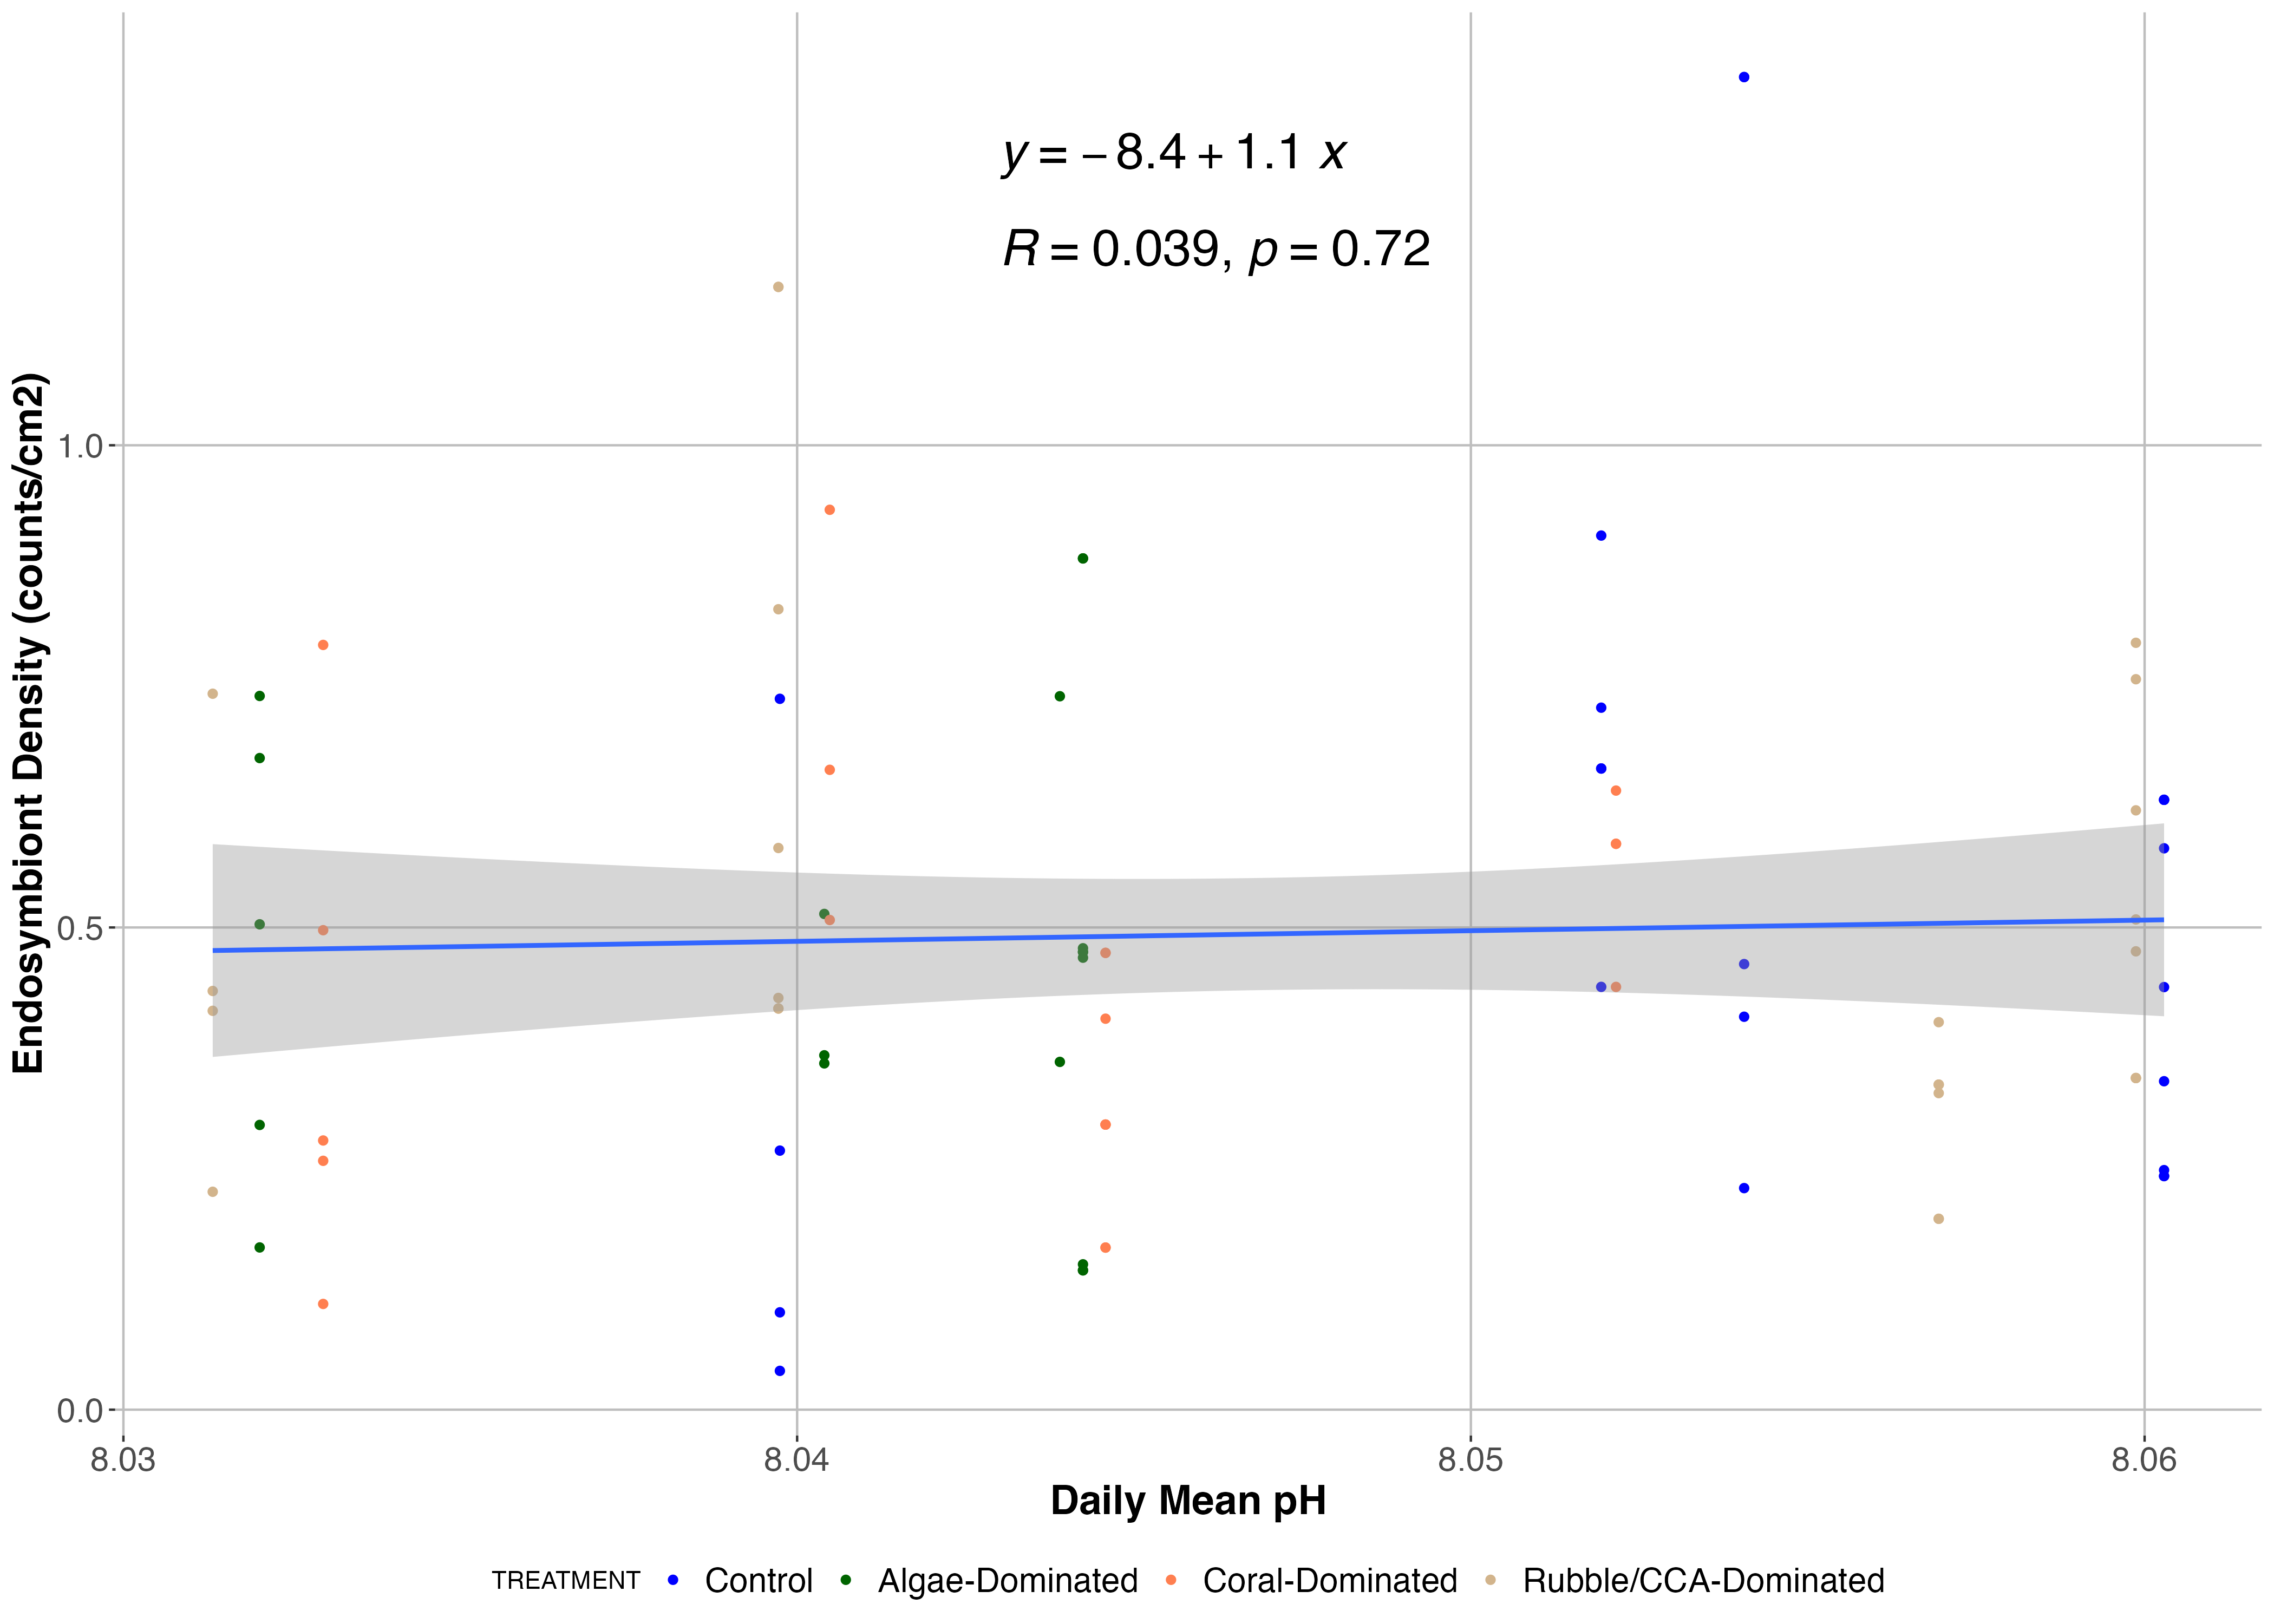 y = − 8.4 + 1.1 x
R = 0.039, p = 0.72
Endosymbiont Density (counts/cm2)
1.0
0.5
0.0
8.03 8.04 8.05 8.06
Daily Mean pH
TREATMENT Control Algae-Dominated Coral-Dominated Rubble/CCA-Dominated